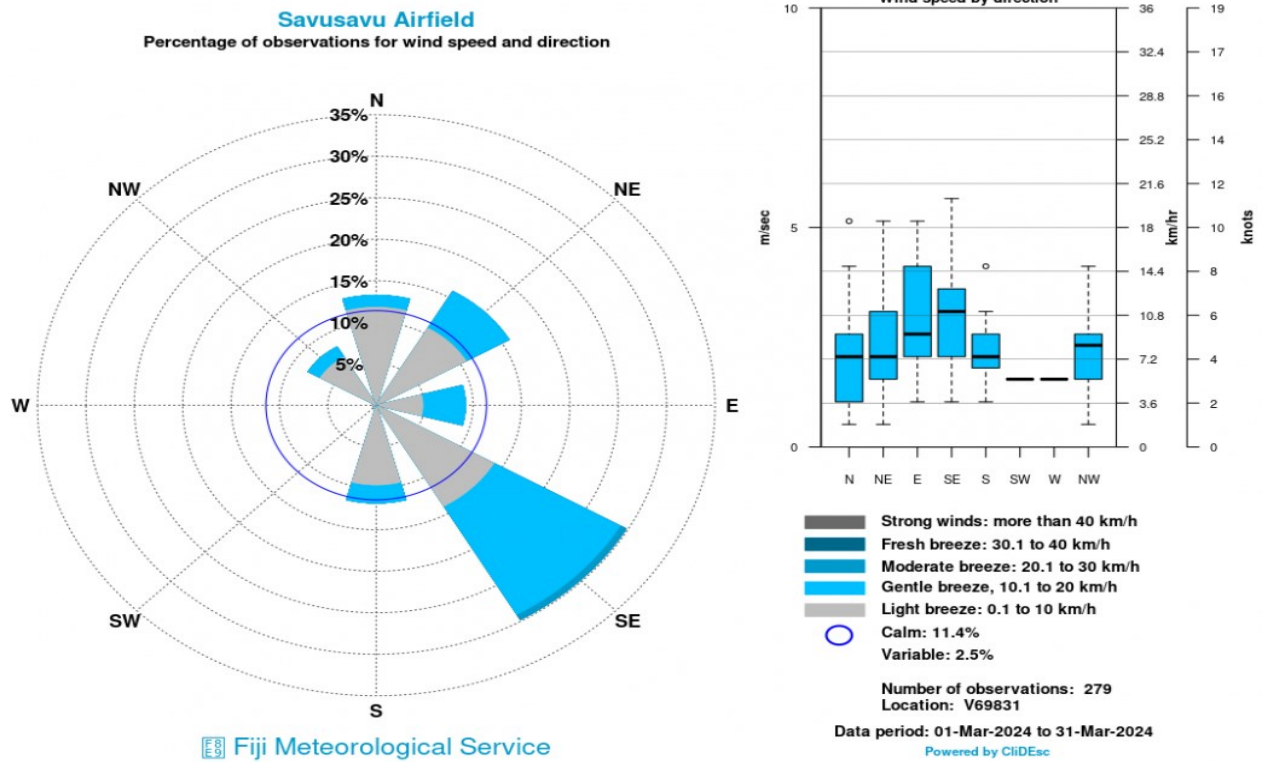 Savusavu Airfield
Percentage of observations for wind speed and direction
N
35%
30%
25%
20%
15%
10%
5%
NW
NE
W
E
SW
SE
S
Fiji Meteorological Service
Wind speed by direction
10
5
0
m/sec
36
32.4
28.8
25.2
21.6
18
14.4
10.8
7.2
3.6
0
km/hr
19
17
16
14
12
10
8
6
4
2
0
knots
N NE E SE S SW W NW
Strong winds: more than 40 km/h
Fresh breeze: 30.1 to 40 km/h
Moderate breeze: 20.1 to 30 km/h
Gentle breeze, 10.1 to 20 km/h
Light breeze: 0.1 to 10 km/h
Calm: 11.4%
Variable: 2.5%
Number of observations: 279
Location: V69831
Data period: 01-Mar-2024 to 31-Mar-2024
Powered by CliDEsc